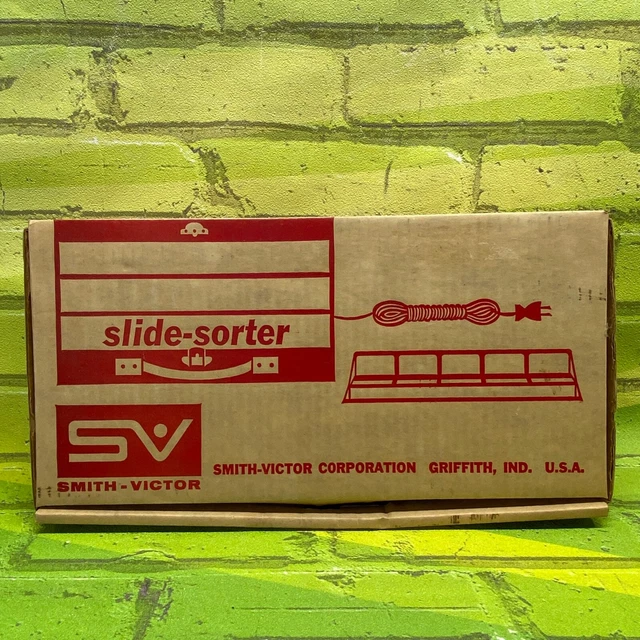 slide-sorter
SV
SMITH-VICTOR
SMITH-VICTOR CORPORATION GRIFFITH, IND. U.S.A.